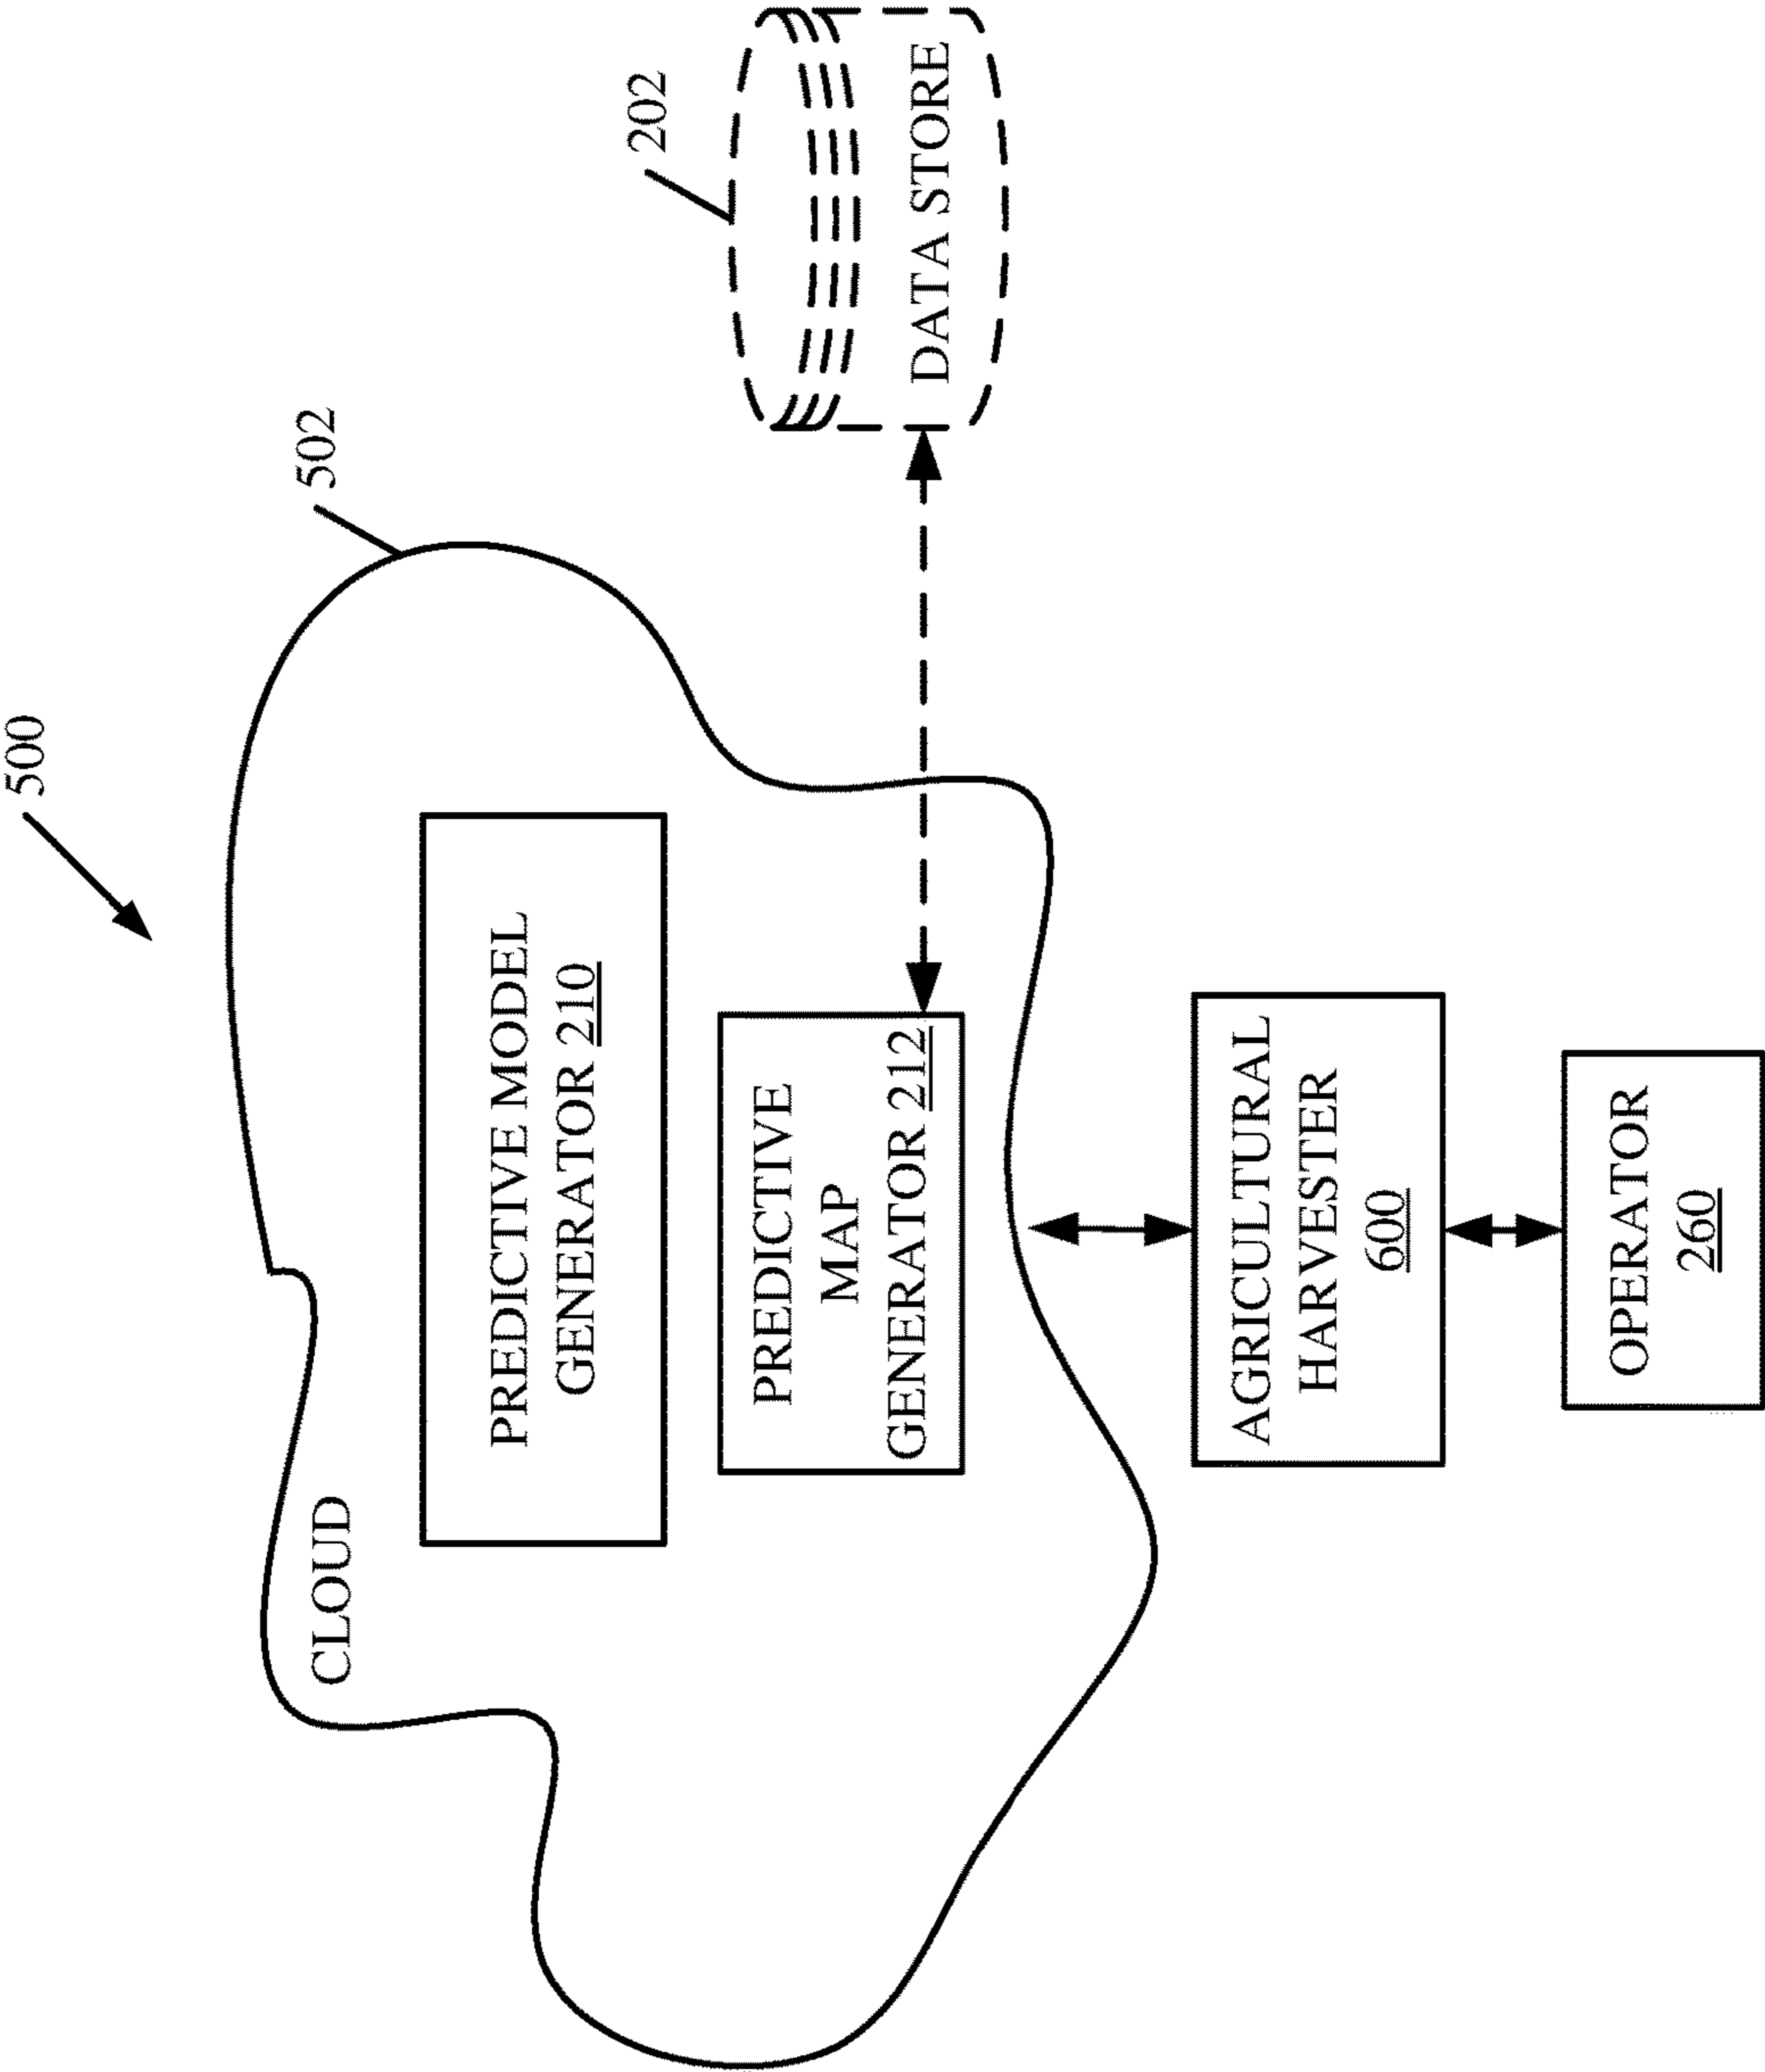 500
502
202
CLOUD
PREDICTIVE MODEL
GENERATOR 210
PREDICTIVE
MAP
GENERATOR 212
DATA STORE
AGRICULTURAL
HARVESTER
600
OPERATOR
260